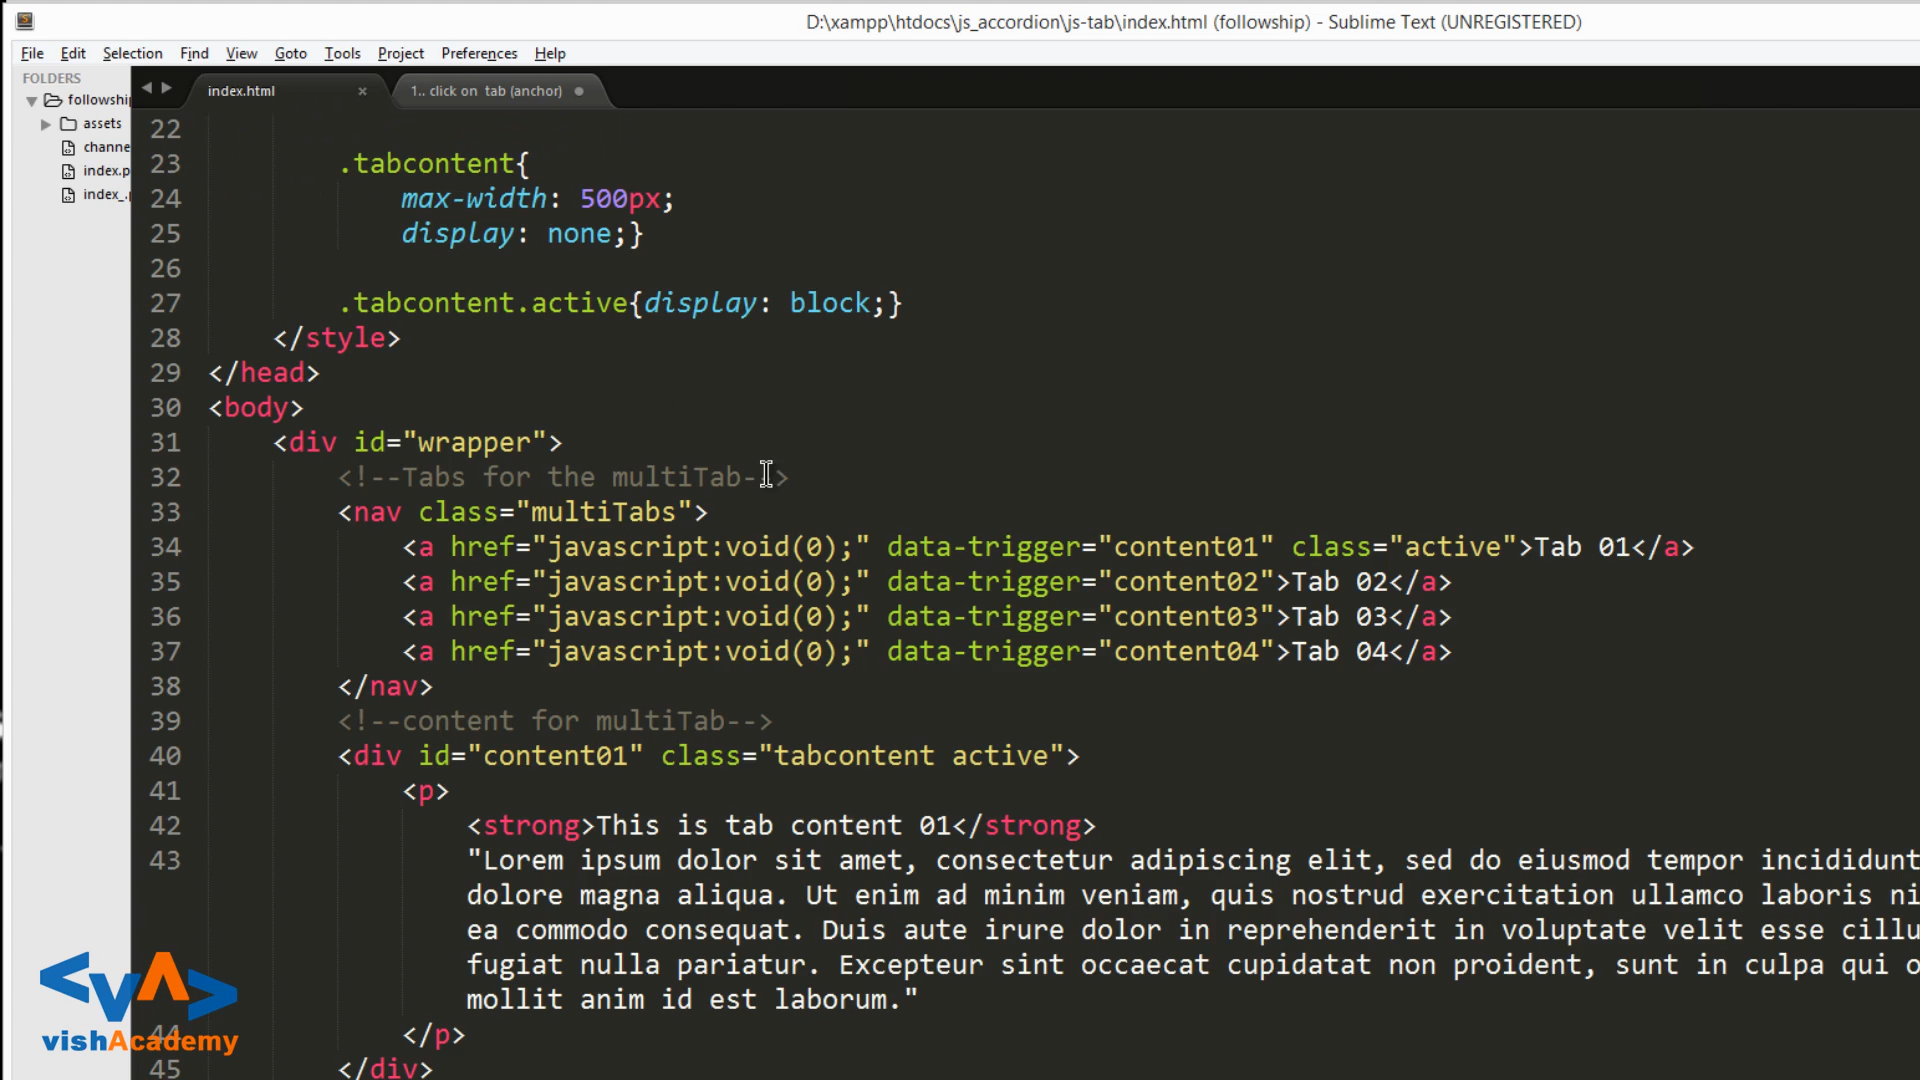 D:\xampp\htdocs\js_accordion\js-tab\index.html (followship) - Sublime Text (UNREGISTERED)
File Edit Selection Find View Goto Tools Project Preferences Help
FOLDERS
followship
assets
channe
index.p
index_.p
index.html × 1.. click on tab (anchor)
22
23 .tabcontent{
24 max-width: 500px;
25 display: none;}
26
27 .tabcontent.active{display: block;}
28 </style>
29 </head>
30 <body>
31 <div id="wrapper">
32 <!--Tabs for the multiTab-->
33 <nav class="multiTabs">
34 <a href="javascript:void(0);" data-trigger="content01" class="active">Tab 01</a>
35 <a href="javascript:void(0);" data-trigger="content02">Tab 02</a>
36 <a href="javascript:void(0);" data-trigger="content03">Tab 03</a>
37 <a href="javascript:void(0);" data-trigger="content04">Tab 04</a>
38 </nav>
39 <!--content for multiTab-->
40 <div id="content01" class="tabcontent active">
41 <p>
42 <strong>This is tab content 01</strong>
43 "Lorem ipsum dolor sit amet, consectetur adipiscing elit, sed do eiusmod tempor incididunt
dolore magna aliqua. Ut enim ad minim veniam, quis nostrud exercitation ullamco laboris ni
ea commodo consequat. Duis aute irure dolor in reprehenderit in voluptate velit esse cillu
fugiat nulla pariatur. Excepteur sint occaecat cupidatat non proident, sunt in culpa qui o
mollit anim id est laborum."
44 </p>
45 </div>
<VA>
vishAcademy